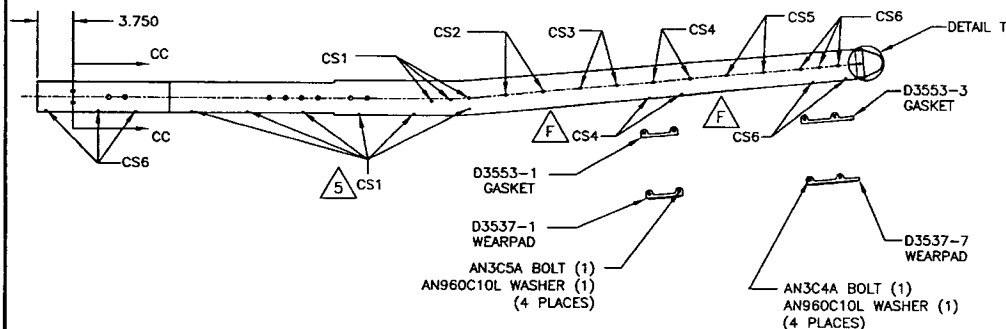 3.750
CC
CC
CS1
CS2
CS3
CS4
CS5
CS6
DETAIL T
D3553-3
GASKET
CS6
5
CS1
F
CS4
F
CS6
D3553-1
GASKET
D3537-1
WEARPAD
D3537-7
WEARPAD
AN3C5A BOLT (1)
AN960C10L WASHER (1)
(4 PLACES)
AN3C4A BOLT (1)
AN960C10L WASHER (1)
(4 PLACES)